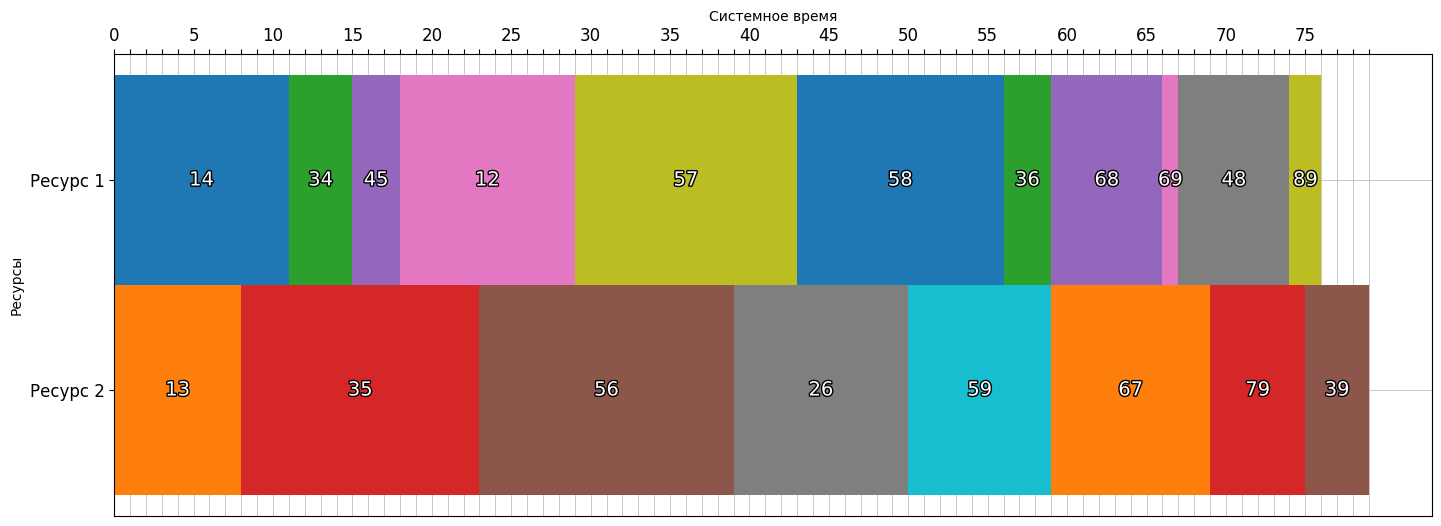 Системное время
0 5 10 15 20 25 30 35 40 45 50 55 60 65 70 75
Ресурсы
Ресурс 1
14 34 45 12 57 58 36 68 69 48 89
Ресурс 2
13 35 56 26 59 67 79 39